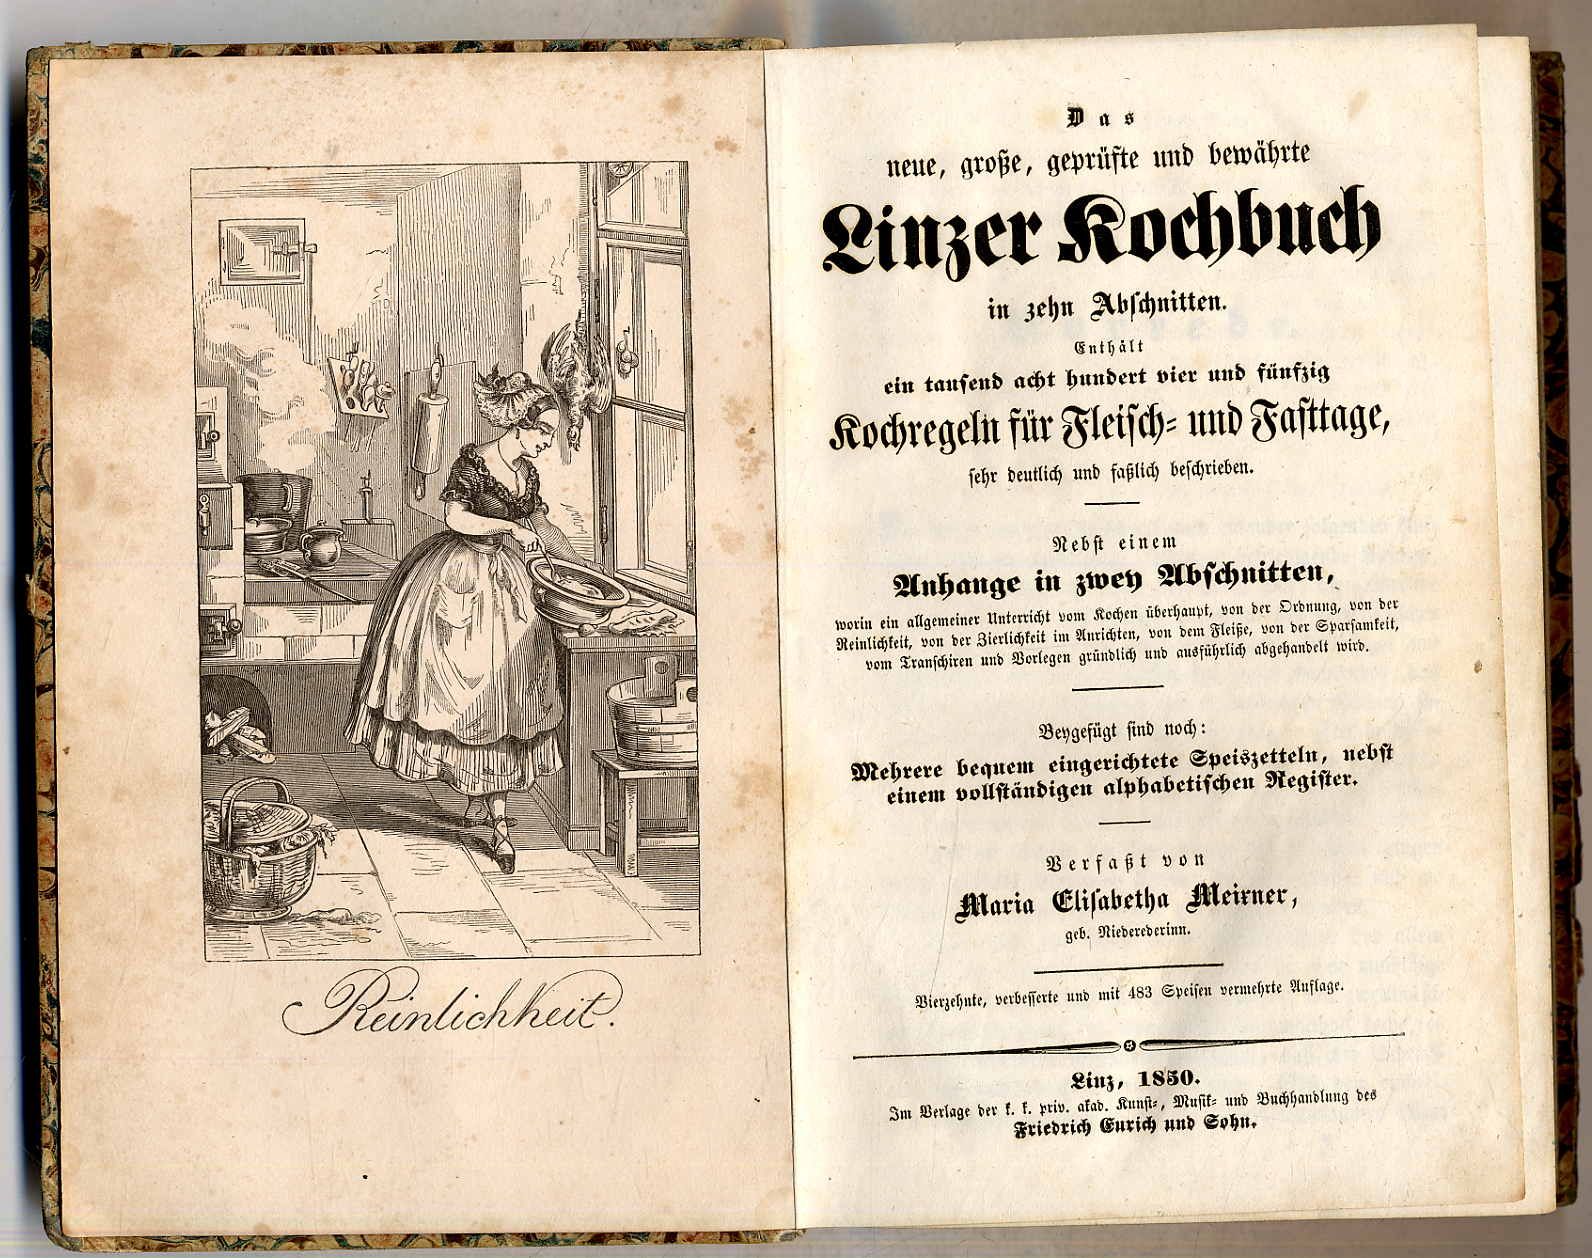 Reinlichkeit.
Das
neue, große, geprüfte und bewährte
Linzer Kochbuch
in zehn Abschnitten.
Enthält
ein tausend acht hundert vier und fünfzig
Kochregeln für Fleisch- und Fasttage,
sehr deutlich und faßlich beschrieben.
Nebst einem
Anhange in zwey Abschnitten,
worin ein allgemeiner Unterricht vom Kochen überhaupt, von der Ordnung, von der
Reinlichkeit, von der Zierlichkeit im Anrichten, von dem Fleiße, von der Sparsamkeit,
vom Transchiren und Vorlegen gründlich und ausführlich abgehandelt wird.
Beygefügt sind noch:
Mehrere bequem eingerichtete Speiszetteln, nebst
einem vollständigen alphabetischen Register.
Verfaßt von
Maria Elisabetha Meixner,
geb. Niederederinn.
Vierzehnte, verbesserte und mit 483 Speisen vermehrte Auflage.
Linz, 1850.
Im Verlage der k. k. priv. akad. Kunst-, Musik- und Buchhandlung des
Friedrich Eurich und Sohn.